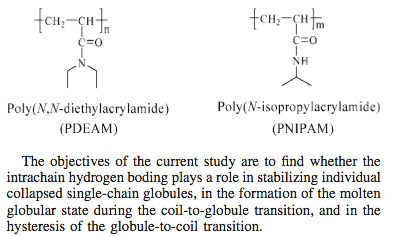 CH₂-CH n
C=O
N
Poly(N,N-diethylacrylamide)
(PDEAM)
CH₂-CH m
C=O
NH
Poly(N-isopropylacrylamide)
(PNIPAM)
The objectives of the current study are to find whether the
intrachain hydrogen boding plays a role in stabilizing individual
collapsed single-chain globules, in the formation of the molten
globular state during the coil-to-globule transition, and in the
hysteresis of the globule-to-coil transition.